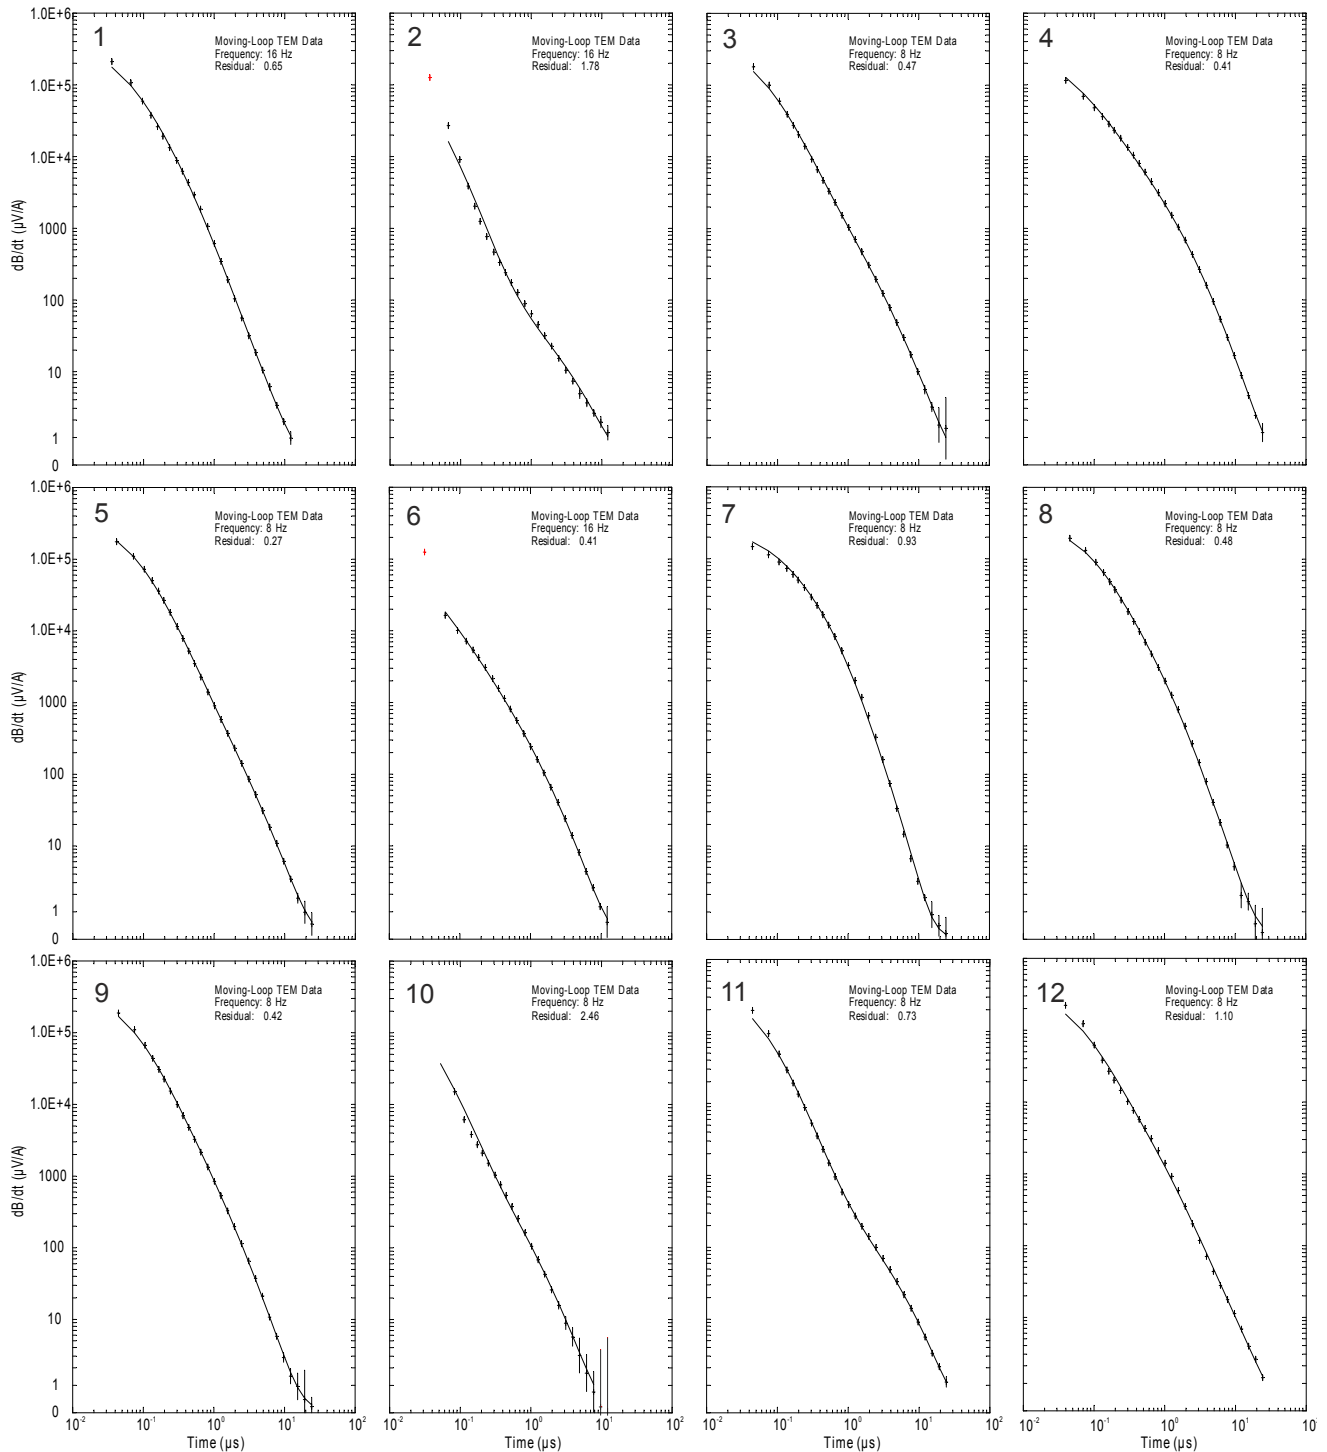 1.0E+6
1.0E+5
1.0E+4
1000
100
10
1
0
dB/dt (µV/A)
1
Moving-Loop TEM Data
Frequency: 16 Hz
Residual: 0.65
2
Moving-Loop TEM Data
Frequency: 16 Hz
Residual: 1.78
3
Moving-Loop TEM Data
Frequency: 8 Hz
Residual: 0.47
4
Moving-Loop TEM Data
Frequency: 8 Hz
Residual: 0.41
1.0E+6
1.0E+5
1.0E+4
1000
100
10
1
0
dB/dt (µV/A)
5
Moving-Loop TEM Data
Frequency: 8 Hz
Residual: 0.27
6
Moving-Loop TEM Data
Frequency: 16 Hz
Residual: 0.41
7
Moving-Loop TEM Data
Frequency: 8 Hz
Residual: 0.93
8
Moving-Loop TEM Data
Frequency: 8 Hz
Residual: 0.48
1.0E+6
1.0E+5
1.0E+4
1000
100
10
1
0
dB/dt (µV/A)
9
Moving-Loop TEM Data
Frequency: 8 Hz
Residual: 0.42
10
Moving-Loop TEM Data
Frequency: 8 Hz
Residual: 2.46
11
Moving-Loop TEM Data
Frequency: 8 Hz
Residual: 0.73
12
Moving-Loop TEM Data
Frequency: 8 Hz
Residual: 1.10
10⁻² 10⁻¹ 10⁰ 10¹ 10²
Time (µs)
10⁻² 10⁻¹ 10⁰ 10¹ 10²
Time (µs)
10⁻² 10⁻¹ 10⁰ 10¹ 10²
Time (µs)
10⁻² 10⁻¹ 10⁰ 10¹ 10²
Time (µs)